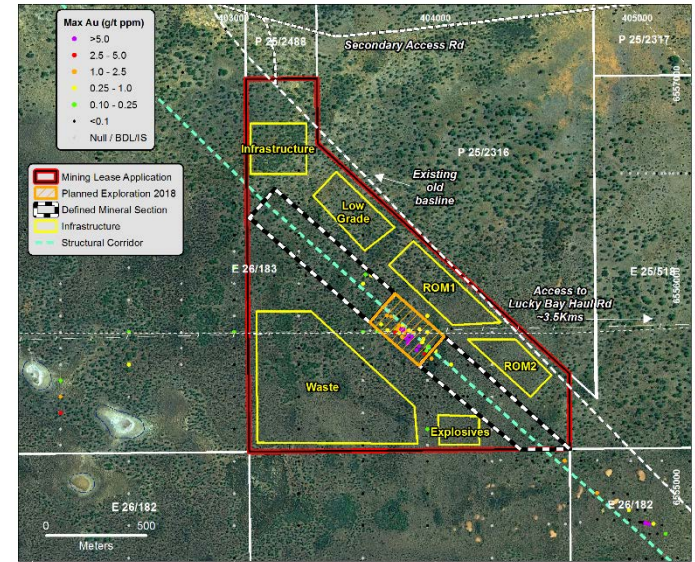 403000
404000
405000
P 25/2488
Secondary Access Rd
P 25/2317
6557000
Max Au (g/t ppm)
>5.0
2.5 - 5.0
1.0 - 2.5
0.25 - 1.0
0.10 - 0.25
<0.1
Null / BDL/IS
Mining Lease Application
Planned Exploration 2018
Defined Mineral Section
Infrastructure
Structural Corridor
Infrastructure
P 25/2316
Existing
old
basline
Low
Grade
E 26/183
ROM1
E 25/518
6556000
Access to
Lucky Bay Haul Rd
~3.5Kms
ROM2
Waste
Explosives
E 26/182
E 26/182
6555000
0
500
Meters